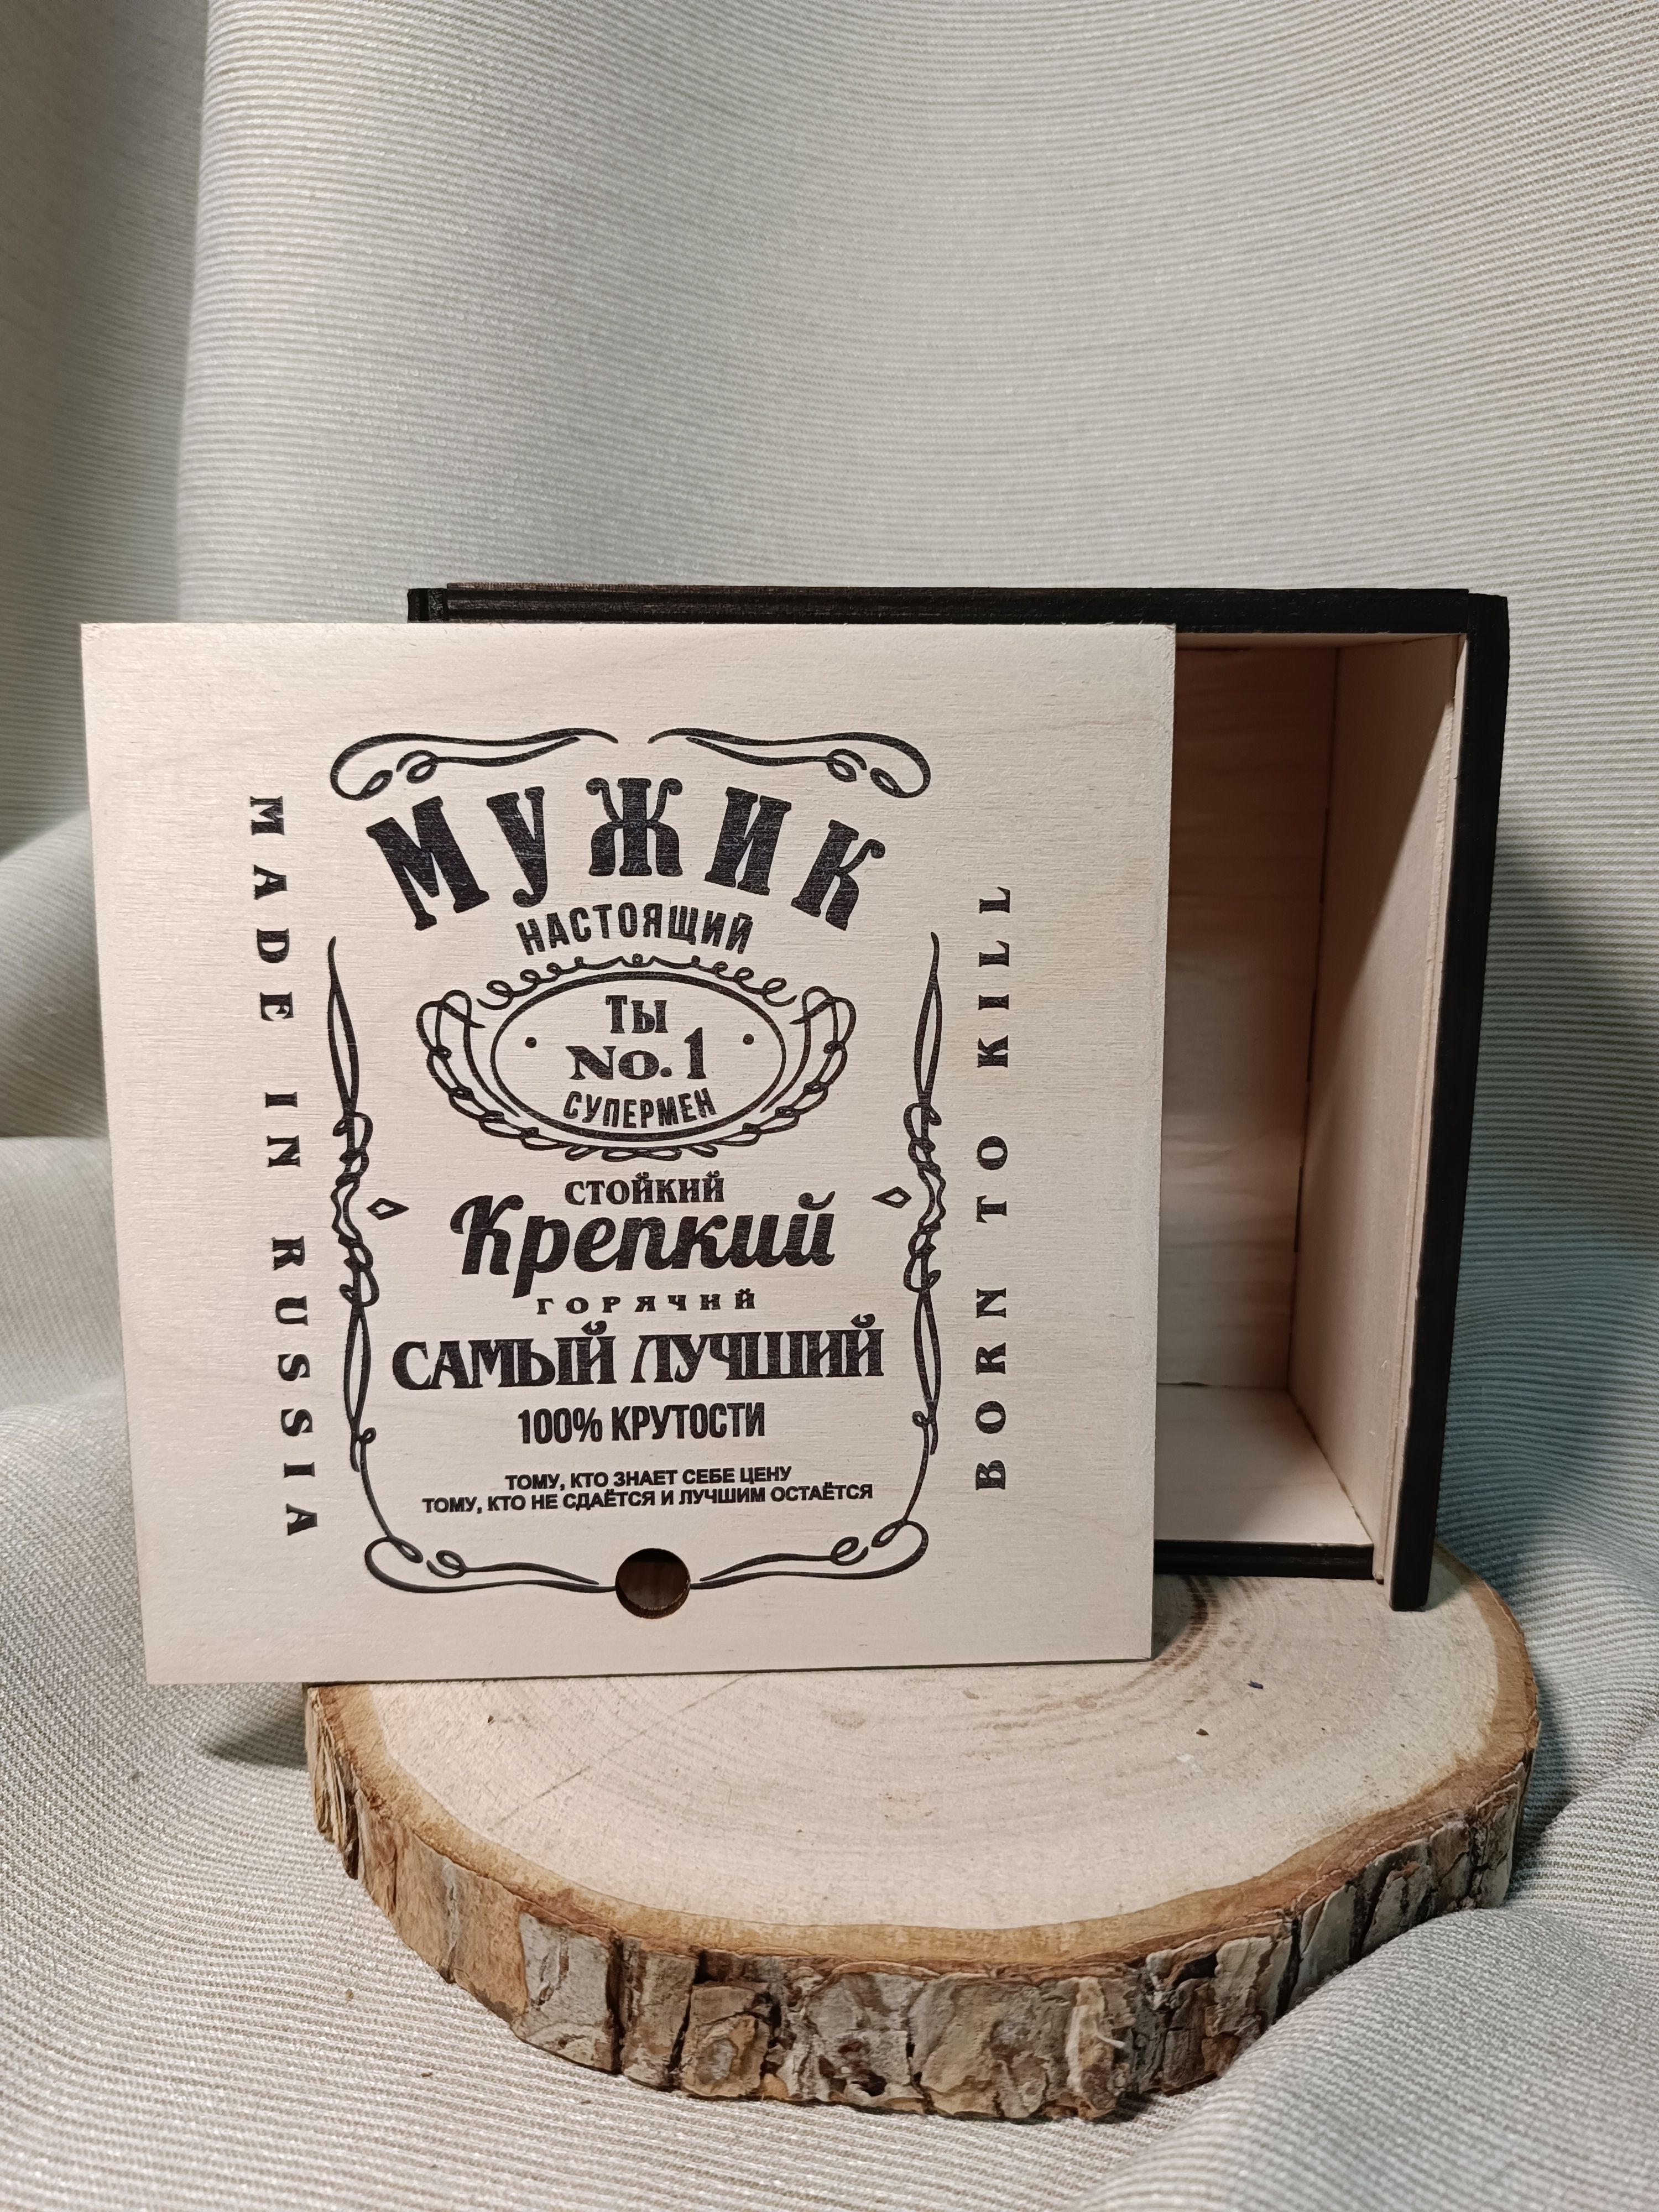 МУЖИК
НАСТОЯЩИЙ
Ты
No. 1
СУПЕРМЕН
СТОЙКИЙ
Крепкий
ГОРЯЧИЙ
САМЫЙ ЛУЧШИЙ
100% КРУТОСТИ
ТОМУ, КТО ЗНАЕТ СЕБЕ ЦЕНУ
ТОМУ, КТО НЕ СДАЁТСЯ И ЛУЧШИМ ОСТАЁТСЯ
MADE IN RUSSIA
BORN TO KILL